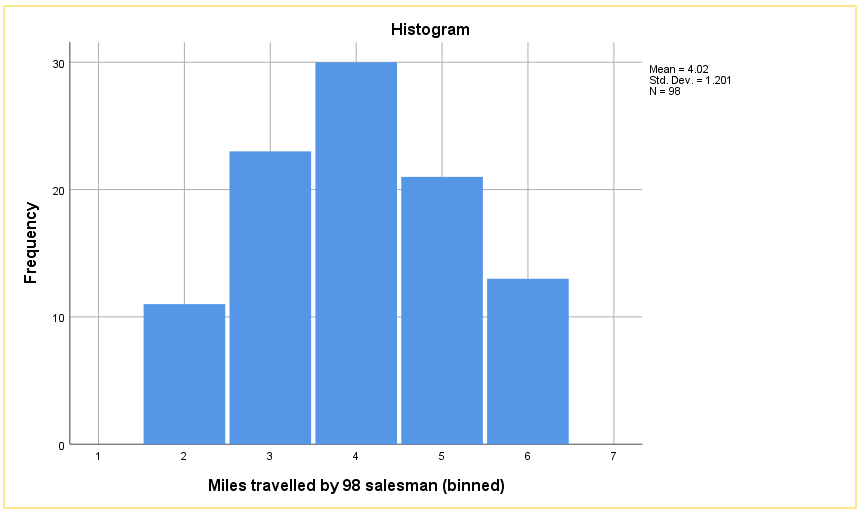 Histogram
Mean = 4.02
Std. Dev. = 1.201
N = 98
30
20
10
0
Frequency
1 2 3 4 5 6 7
Miles travelled by 98 salesman (binned)